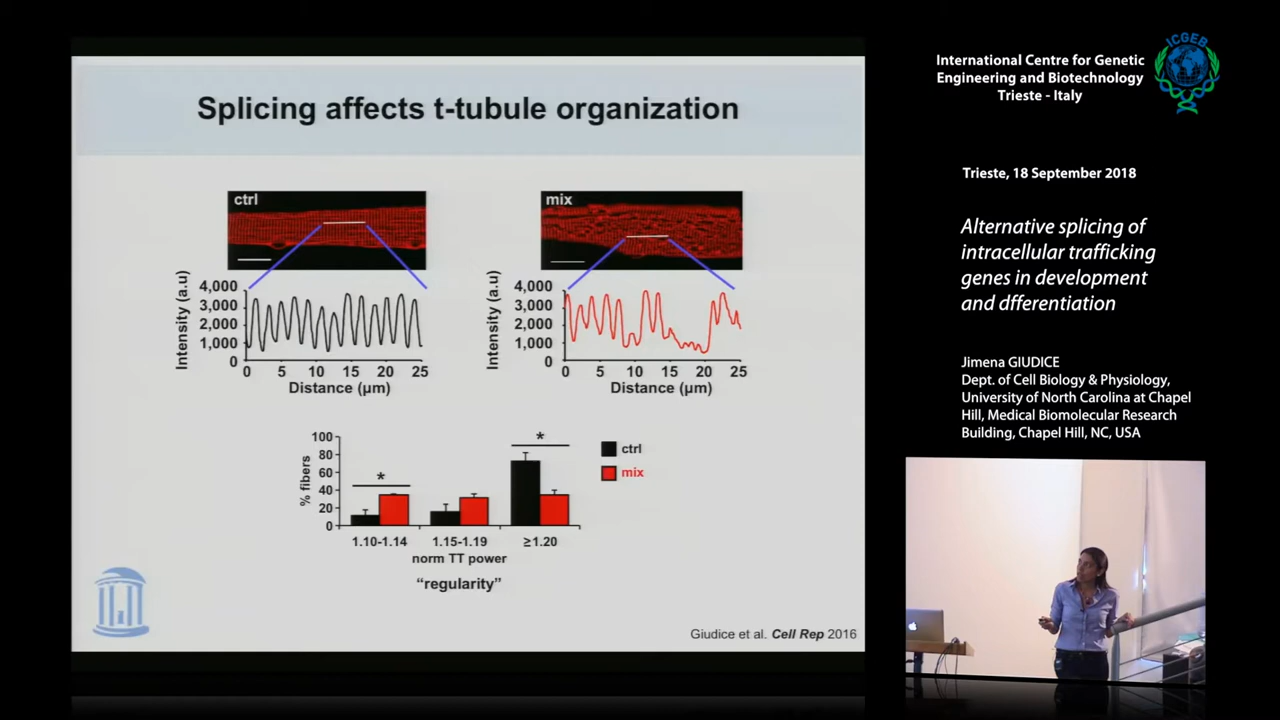 Splicing affects t-tubule organization
ctrl
mix
Intensity (a.u)
4,000
3,000
2,000
1,000
0
0 5 10 15 20 25
Distance (µm)
Intensity (a.u)
4,000
3,000
2,000
1,000
0
0 5 10 15 20 25
Distance (µm)
% fibers
100
80
60
40
20
0
*
*
ctrl
mix
1.10-1.14 1.15-1.19 ≥1.20
norm TT power
“regularity”
Giudice et al. Cell Rep 2016
International Centre for Genetic
Engineering and Biotechnology
Trieste - Italy
ICGEB
Trieste, 18 September 2018
Alternative splicing of
intracellular trafficking
genes in development
and dfferentiation
Jimena GIUDICE
Dept. of Cell Biology & Physiology,
University of North Carolina at Chapel
Hill, Medical Biomolecular Research
Building, Chapel Hill, NC, USA